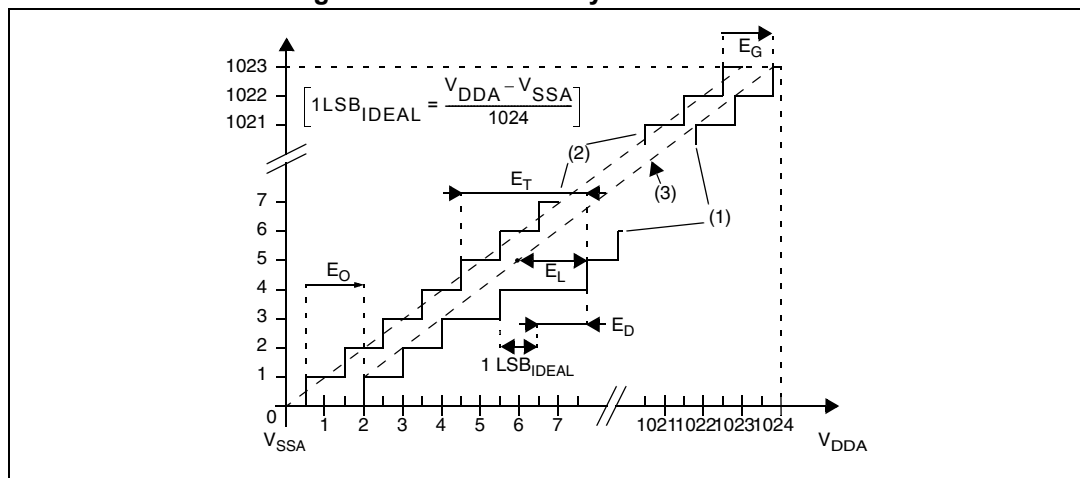 E_G
1023
1022
1021
1LSB_IDEAL = V_DDA – V_SSA / 1024
(2)
E_T
(3)
(1)
7
6
5
4
3
2
1
0
E_O
E_L
E_D
1 LSB_IDEAL
1 2 3 4 5 6 7 1021 1022 1023 1024
V_SSA
V_DDA